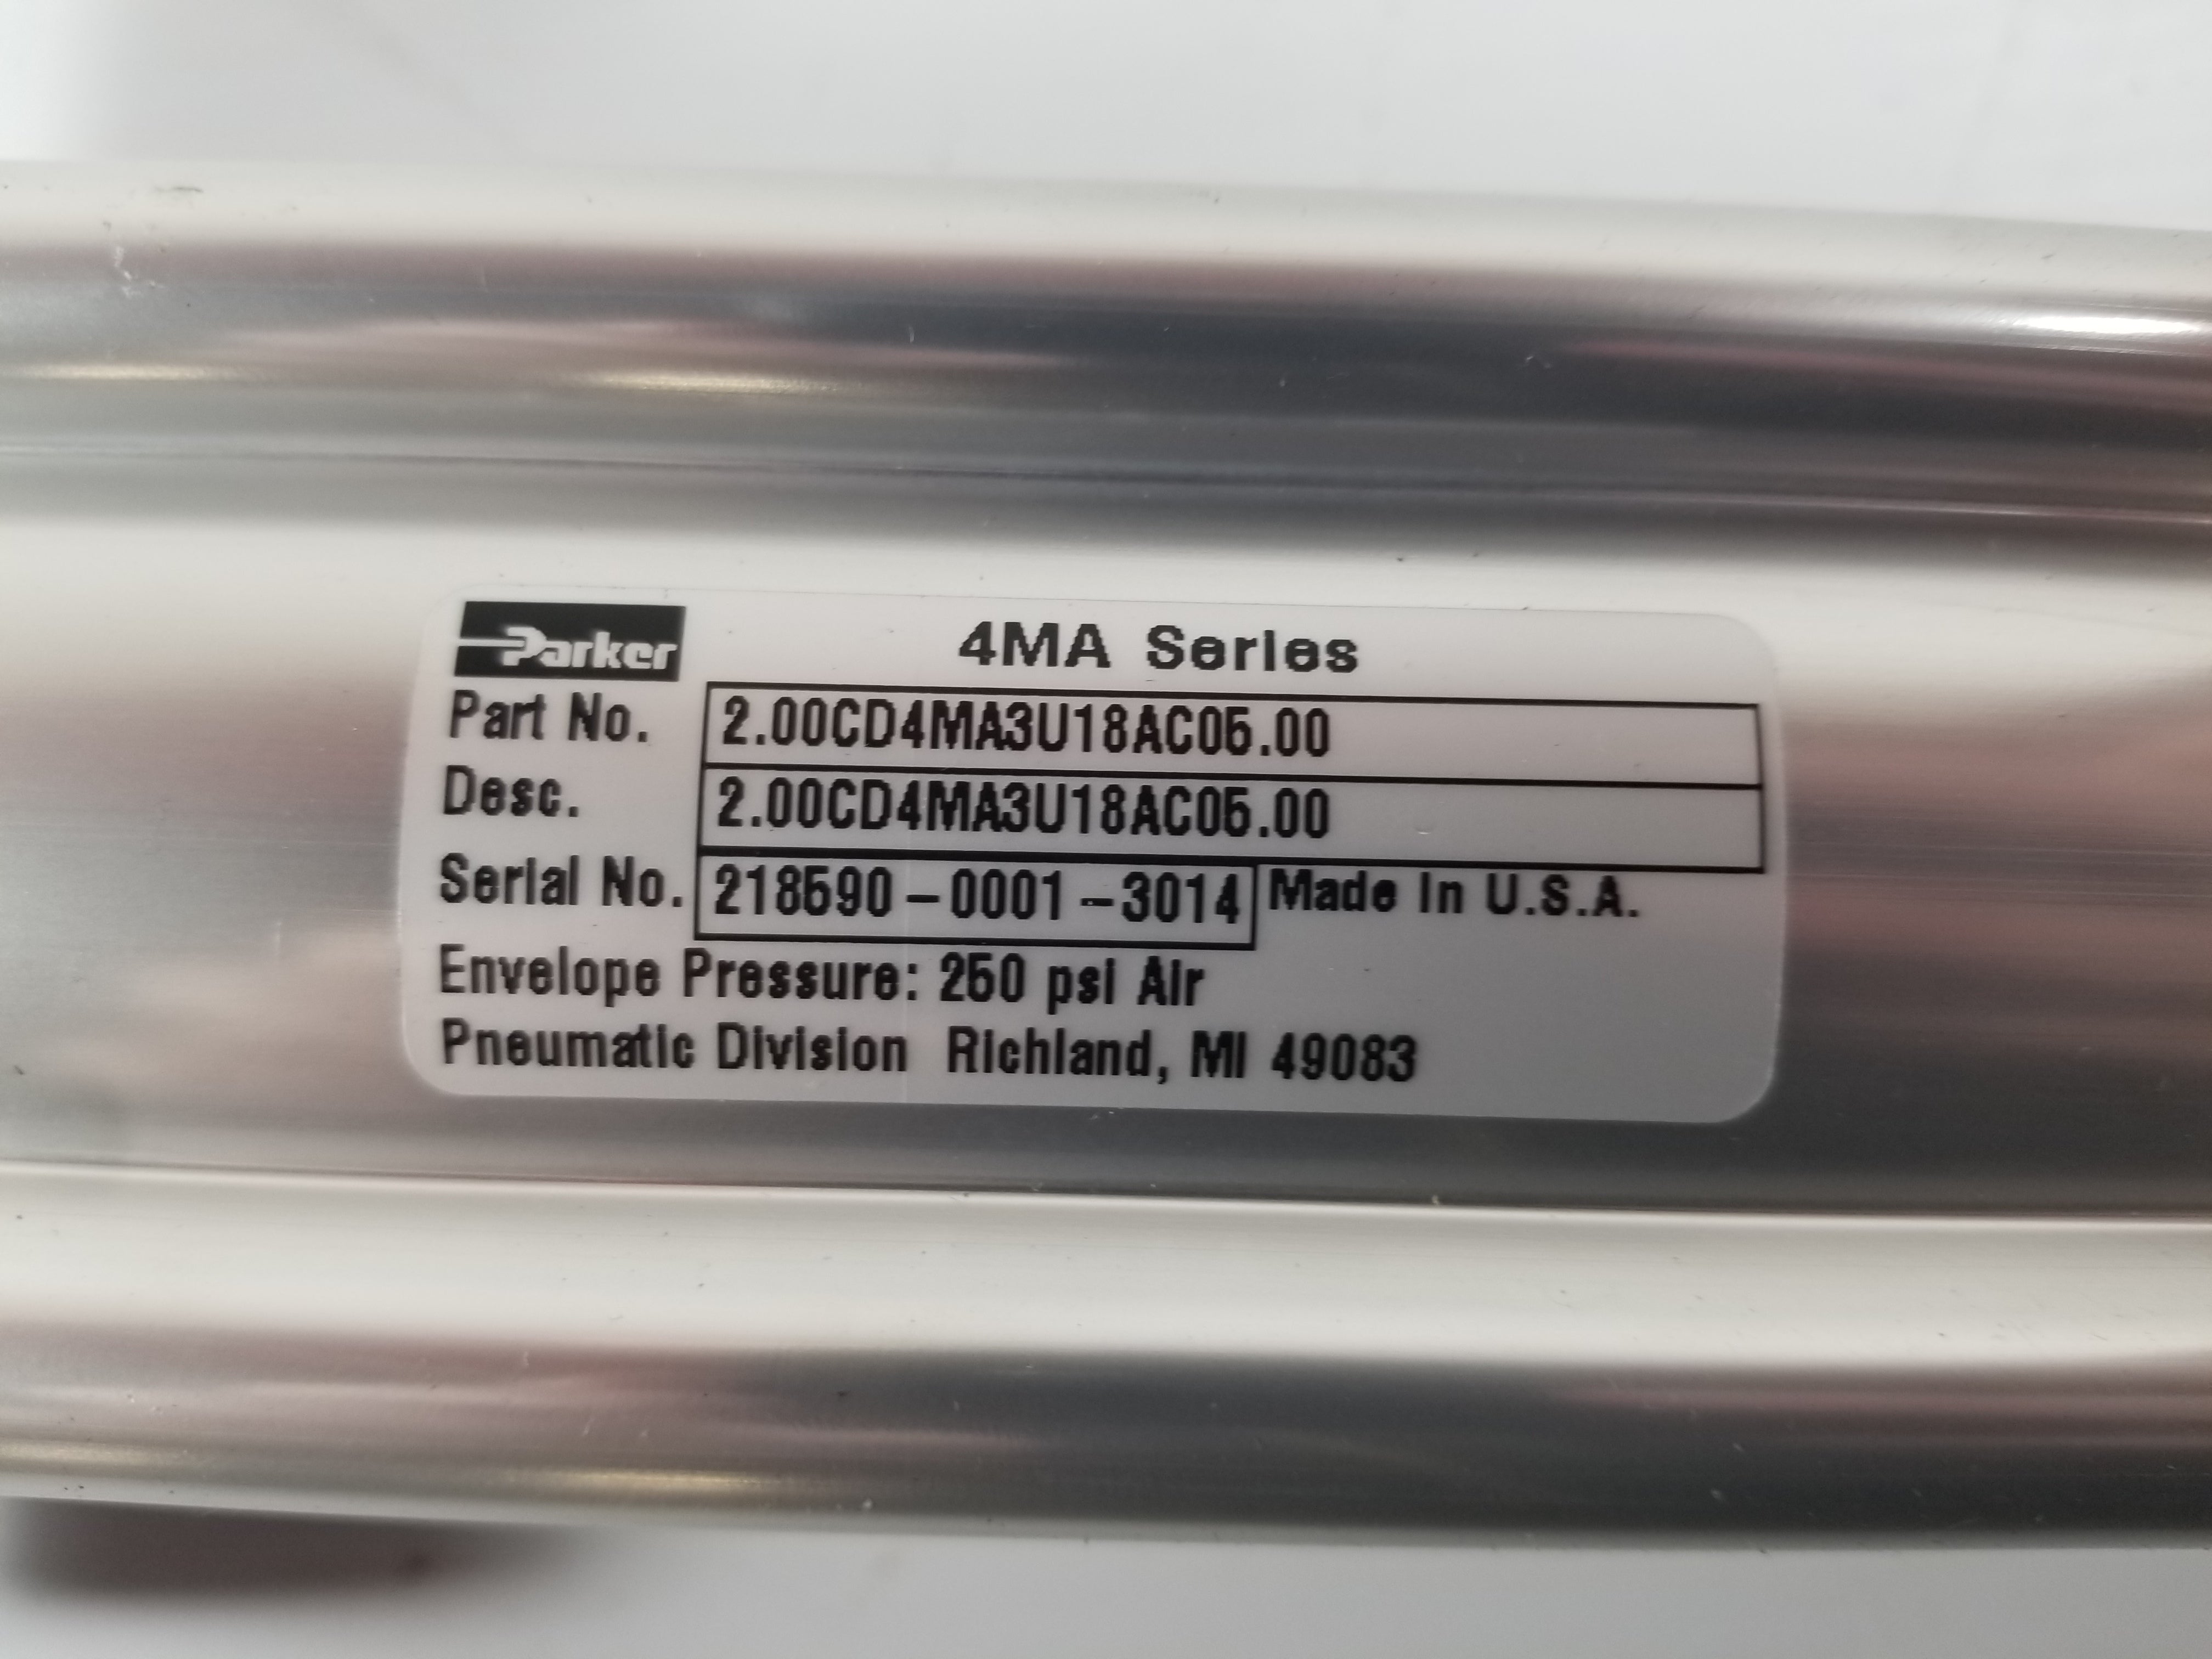 Parker 4MA Series
Part No. 2.00CD4MA3U18AC05.00
Desc. 2.00CD4MA3U18AC05.00
Serial No. 218590-0001-3014 Made In U.S.A.
Envelope Pressure: 250 psi Air
Pneumatic Division Richland, MI 49083